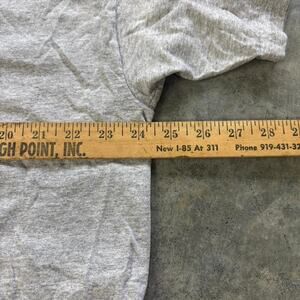 20 21 22 23 24 25 26 27 28
GH POINT, INC. New I-85 At 311 Phone 919-431-32